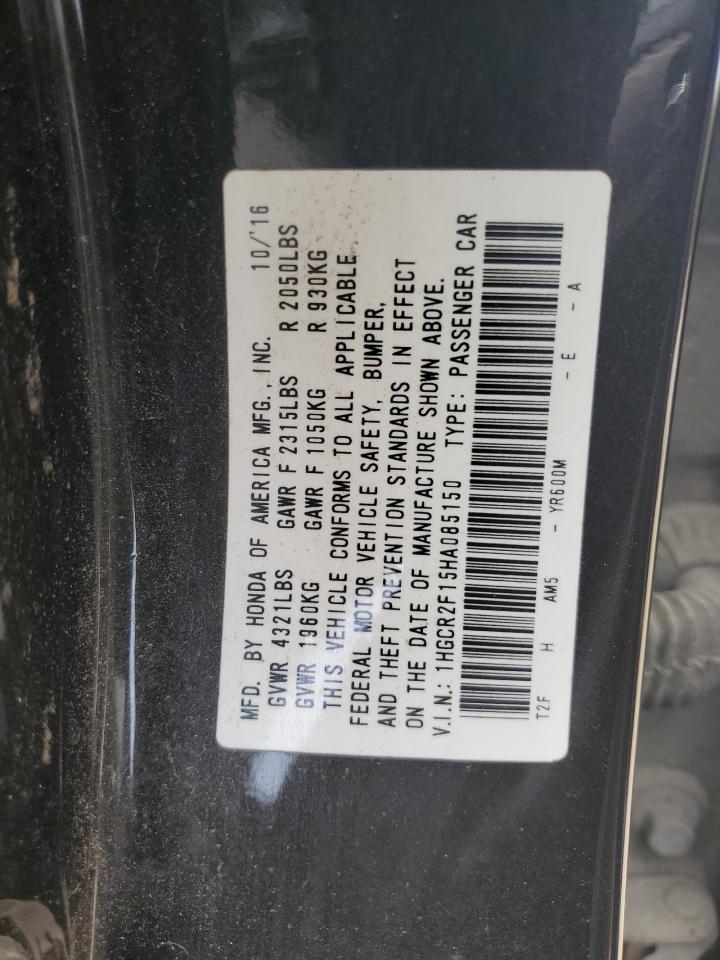 MFD. BY HONDA OF AMERICA MFG., INC. 10/'16
GVWR 4321LBS GAWR F 2315LBS R 2050LBS
GVWR 1960KG GAWR F 1050KG R 930KG
THIS VEHICLE CONFORMS TO ALL APPLICABLE
FEDERAL MOTOR VEHICLE SAFETY, BUMPER,
AND THEFT PREVENTION STANDARDS IN EFFECT
ON THE DATE OF MANUFACTURE SHOWN ABOVE.
V.I.N.: 1HGCR2F15HA085150 TYPE: PASSENGER CAR
T2F H AM5 - YR600M - E - A